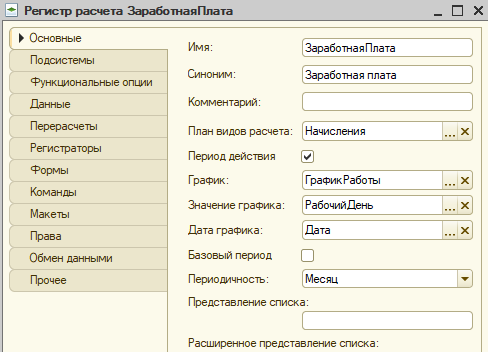 Регистр расчета ЗаработнаяПлата
Основные
Подсистемы
Функциональные опции
Данные
Перерасчеты
Регистраторы
Формы
Команды
Макеты
Права
Обмен данными
Прочее
Имя: ЗаработнаяПлата
Синоним: Заработная плата
Комментарий:
План видов расчета: Начисления ...
Период действия
График: ГрафикРаботы ...
Значение графика: РабочийДень ...
Дата графика: Дата ...
Базовый период
Периодичность: Месяц
Представление списка:
Расширенное представление списка: